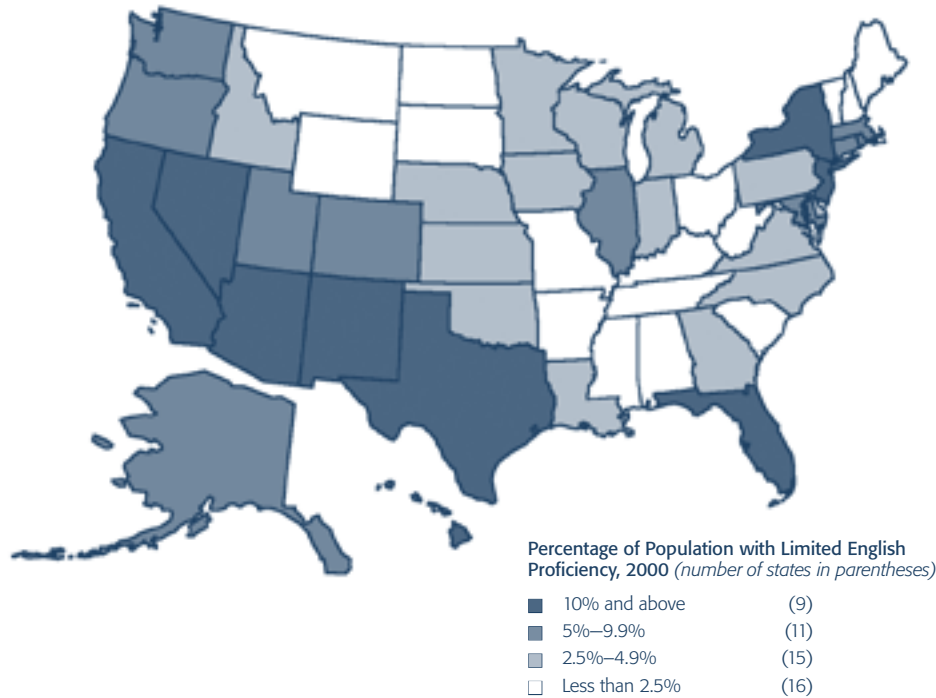 Percentage of Population with Limited English
Proficiency, 2000 (number of states in parentheses)
10% and above (9)
5%–9.9% (11)
2.5%–4.9% (15)
Less than 2.5% (16)